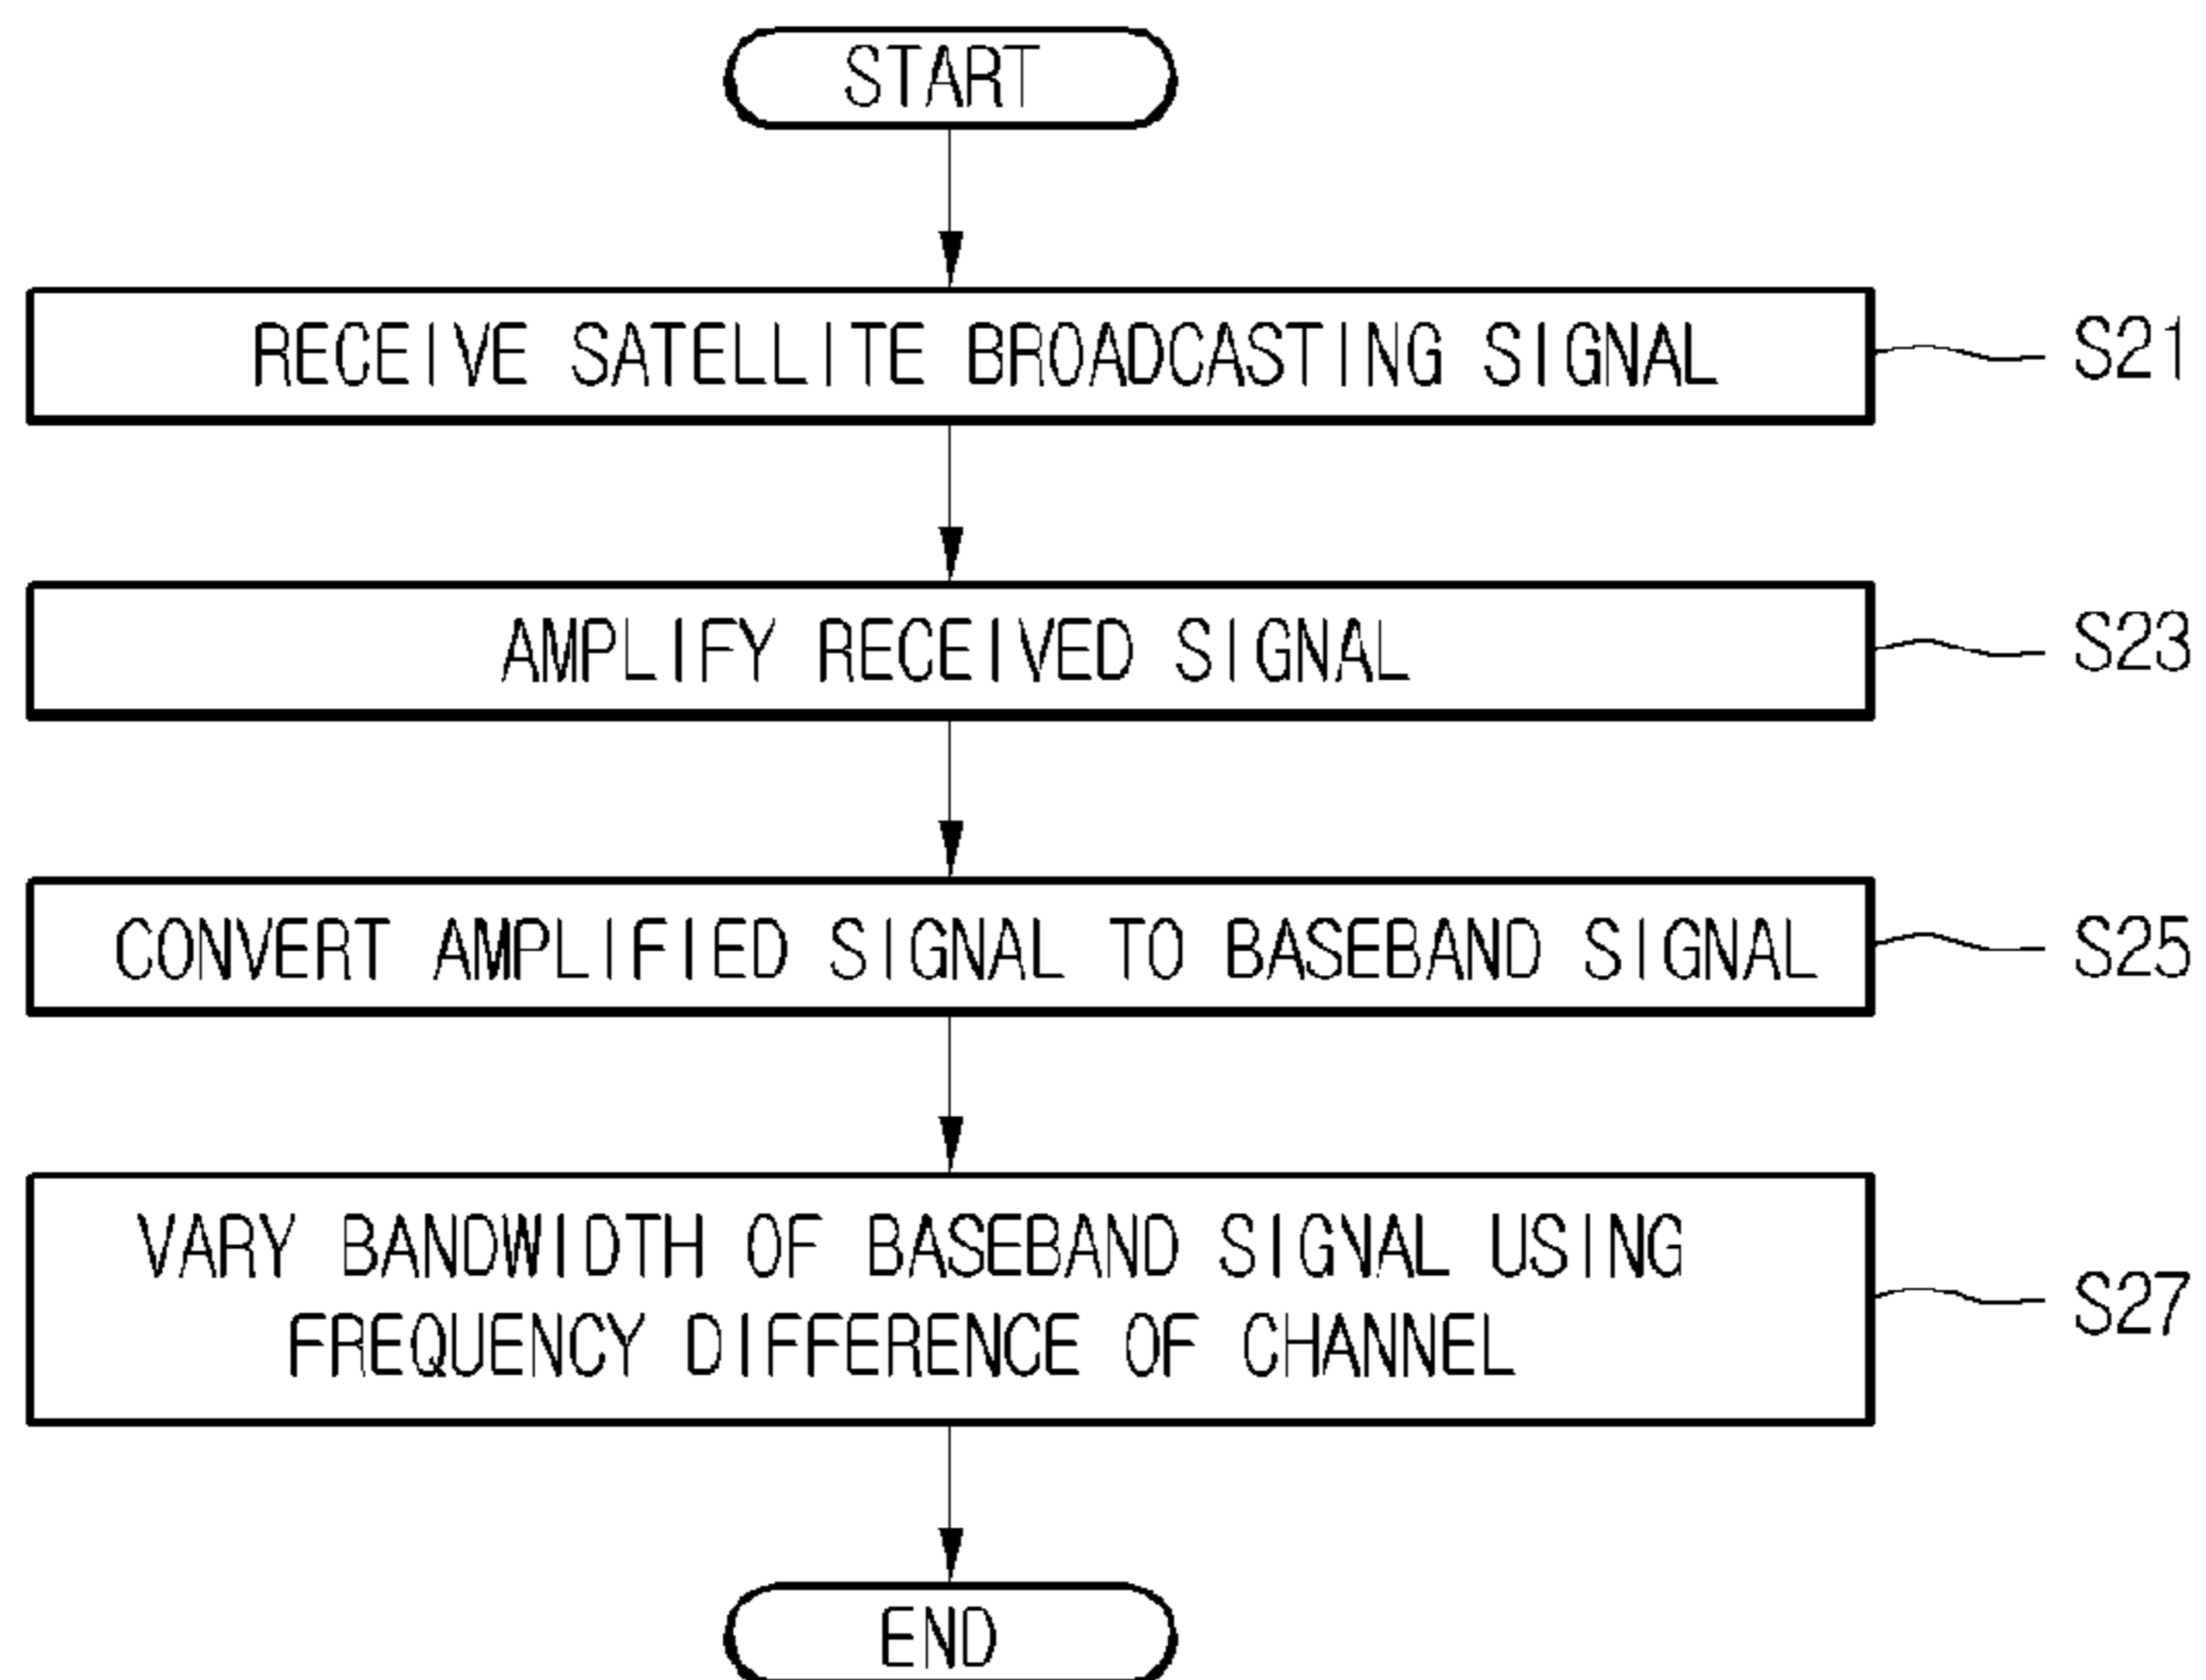 START
RECEIVE SATELLITE BROADCASTING SIGNAL
S21
AMPLIFY RECEIVED SIGNAL
S23
CONVERT AMPLIFIED SIGNAL TO BASEBAND SIGNAL
S25
VARY BANDWIDTH OF BASEBAND SIGNAL USING
FREQUENCY DIFFERENCE OF CHANNEL
S27
END